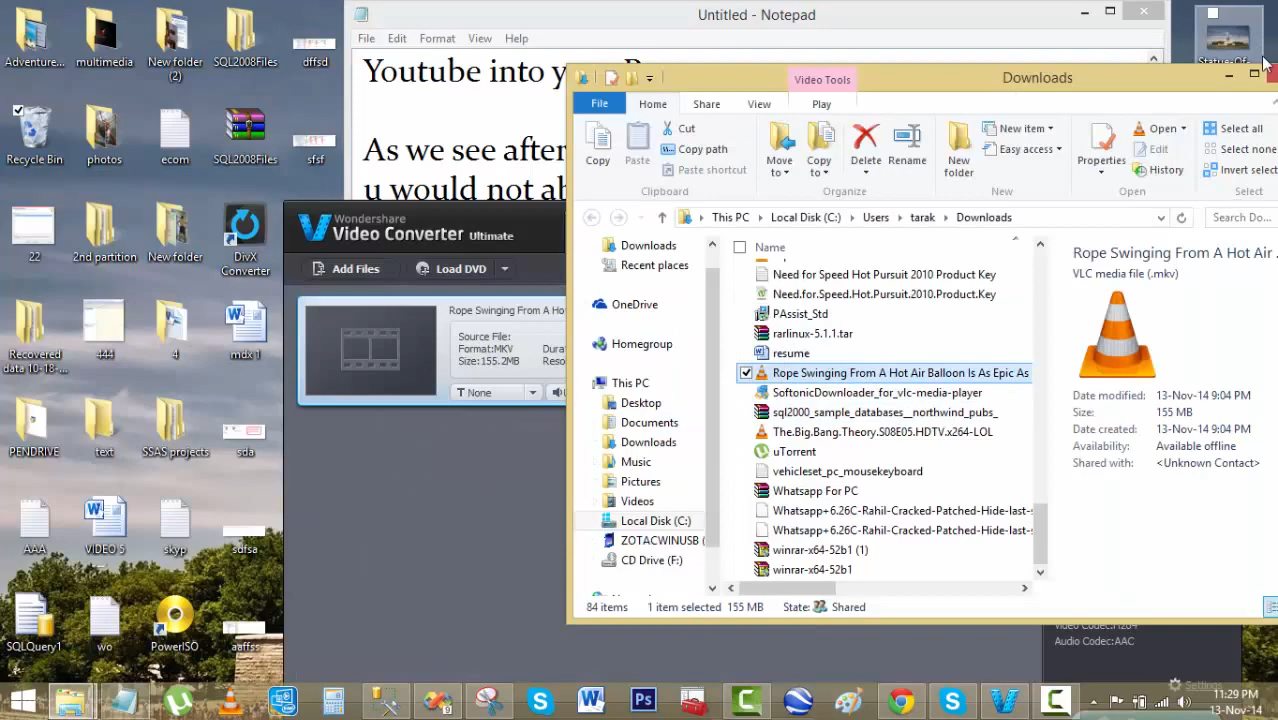 Adventure...
multimedia
New folder
(2)
SQL2008Files
dffsd
Recycle Bin
photos
ecom
SQL2008Files
sfsf
22
2nd partition
New folder
DivX
Converter
Recovered
data 10-18-...
444
4
mdx 1
PENDRIVE
text
SSAS projects
sda
AAA
VIDEO 5
skyp
sdfsa
SQLQuery1
wo
PowerISO
aaffss
Untitled - Notepad
File Edit Format View Help
Youtube into y
As we see after
u would not ab
Statue-Of-...
Wondershare
Video Converter Ultimate
Add Files
Load DVD
Rope Swinging From A Ho
Source File:
Format:MKV Dura
Size:155.2MB Reso
None
Video Tools
Downloads
File Home Share View Play
Copy
Paste
Cut
Copy path
Paste shortcut
Clipboard
Move
to
Copy
to
Delete
Rename
Organize
New
folder
New item
Easy access
New
Properties
Open
Edit
History
Open
Select all
Select none
Invert select
Select
This PC
Local Disk (C:)
Users
tarak
Downloads
Search Do...
Downloads
Recent places
OneDrive
Homegroup
This PC
Desktop
Documents
Downloads
Music
Pictures
Videos
Local Disk (C:)
ZOTACWINUSB (
CD Drive (F:)
Name
Need for Speed Hot Pursuit 2010 Product Key
Need.for.Speed.Hot.Pursuit.2010.Product.Key
PAssist_Std
rarlinux-5.1.1.tar
resume
Rope Swinging From A Hot Air Balloon Is As Epic As
SoftonicDownloader_for_vlc-media-player
sql2000_sample_databases__northwind_pubs_
The.Big.Bang.Theory.S08E05.HDTV.x264-LOL
uTorrent
vehicleset_pc_mousekeyboard
Whatsapp For PC
Whatsapp+6.26C-Rahil-Cracked-Patched-Hide-last-s
Whatsapp+6.26C-Rahil-Cracked-Patched-Hide-last-s
winrar-x64-52b1 (1)
winrar-x64-52b1
Rope Swinging From A Hot Air ...
VLC media file (.mkv)
Date modified: 13-Nov-14 9:04 PM
Size: 155 MB
Date created: 13-Nov-14 9:04 PM
Availability: Available offline
Shared with: <Unknown Contact>
84 items 1 item selected 155 MB State: Shared
Video Codec:H264
Audio Codec:AAC
Settings
11:29 PM
13-Nov-14